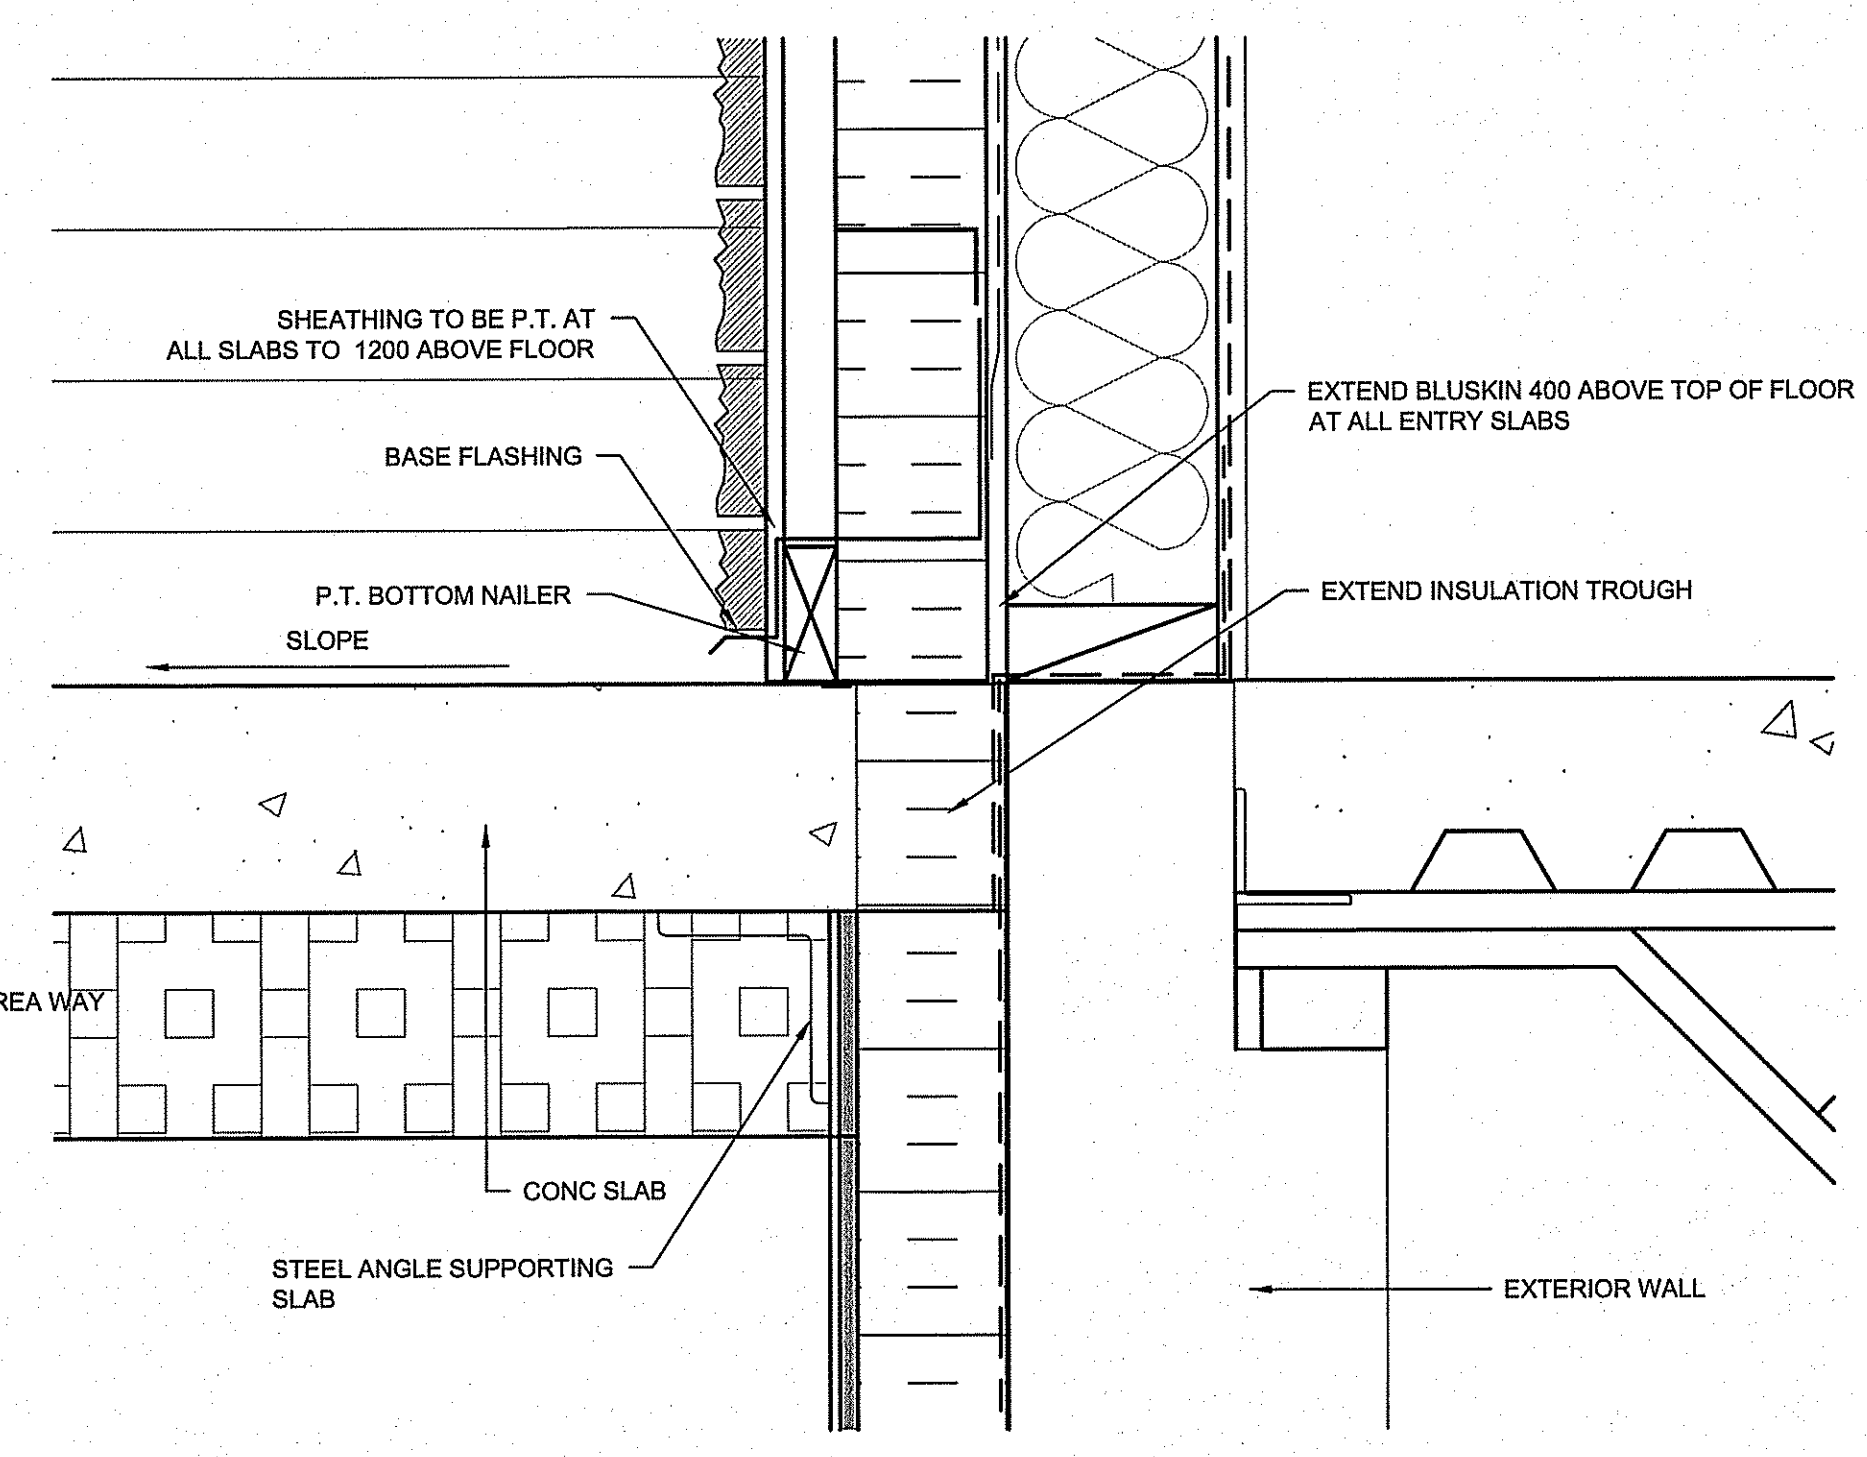 SHEATHING TO BE P.T. AT
ALL SLABS TO 1200 ABOVE FLOOR
EXTEND BLUSKIN 400 ABOVE TOP OF FLOOR
AT ALL ENTRY SLABS
BASE FLASHING
P.T. BOTTOM NAILER
EXTEND INSULATION TROUGH
SLOPE
REA WAY
CONC SLAB
STEEL ANGLE SUPPORTING
SLAB
EXTERIOR WALL